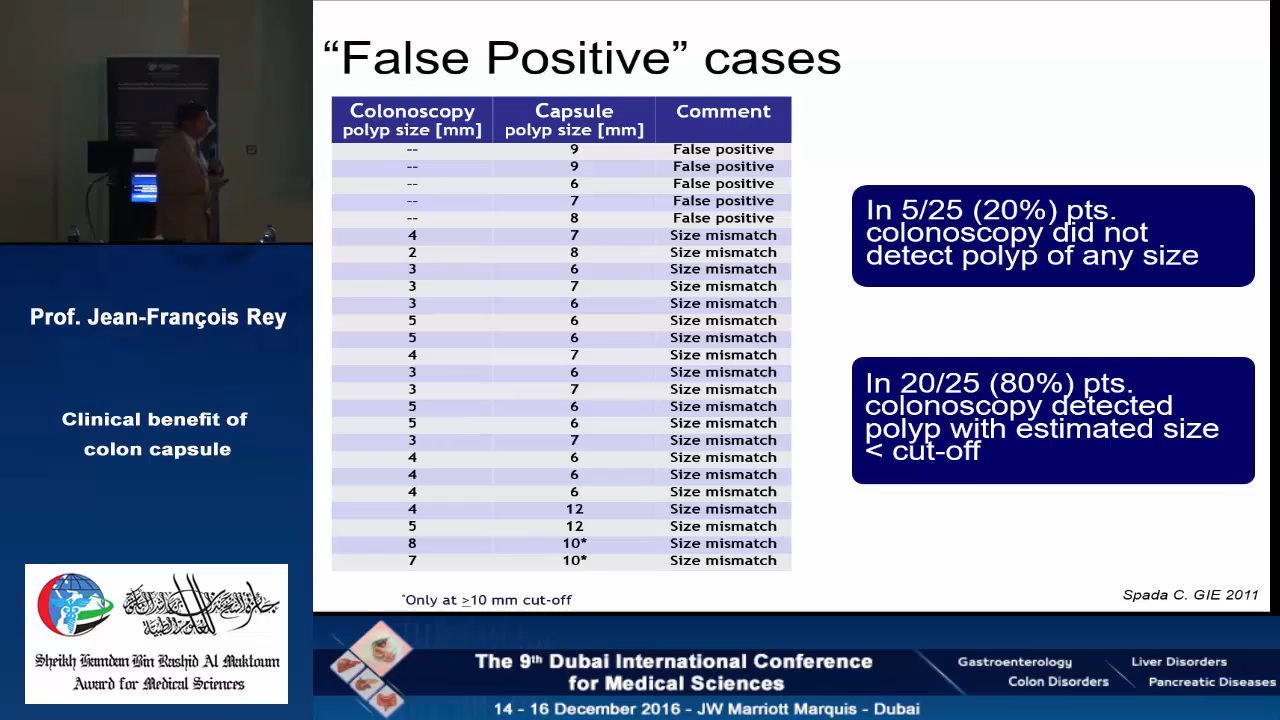 “False Positive” cases
Colonoscopy polyp size [mm] Capsule polyp size [mm] Comment
-- 9 False positive
-- 9 False positive
-- 6 False positive
-- 7 False positive
-- 8 False positive
4 7 Size mismatch
2 8 Size mismatch
3 6 Size mismatch
3 7 Size mismatch
3 6 Size mismatch
5 6 Size mismatch
5 6 Size mismatch
4 7 Size mismatch
3 6 Size mismatch
3 7 Size mismatch
5 6 Size mismatch
5 6 Size mismatch
3 7 Size mismatch
4 6 Size mismatch
4 6 Size mismatch
4 6 Size mismatch
4 12 Size mismatch
5 12 Size mismatch
8 10* Size mismatch
7 10* Size mismatch
*Only at ≥10 mm cut-off
In 5/25 (20%) pts.
colonoscopy did not
detect polyp of any size
In 20/25 (80%) pts.
colonoscopy detected
polyp with estimated size
< cut-off
Spada C. GIE 2011
Prof. Jean-François Rey
Clinical benefit of
colon capsule
Sheikh Hamdan Bin Rashid Al Maktoum
Award for Medical Sciences
The 9th Dubai International Conference
for Medical Sciences
14 - 16 December 2016 - JW Marriott Marquis - Dubai
Gastroenterology
Liver Disorders
Colon Disorders
Pancreatic Diseases